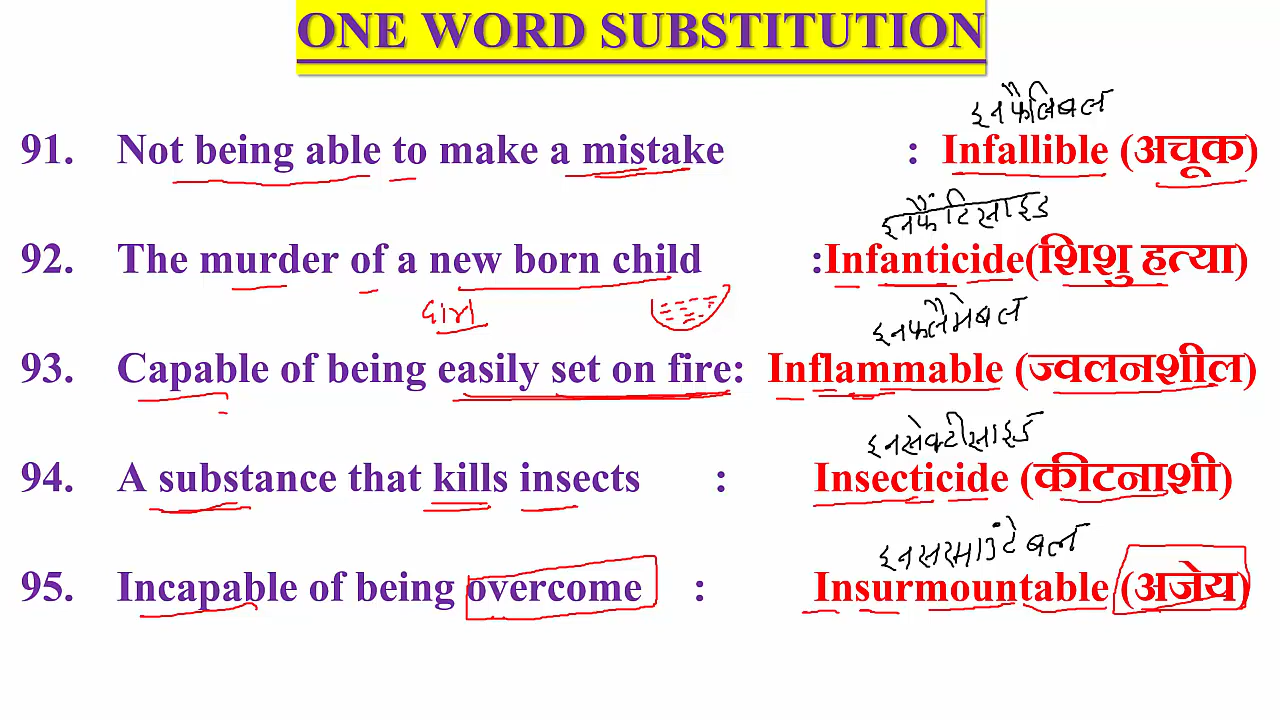 ONE WORD SUBSTITUTION
इनफैलिबल
91. Not being able to make a mistake : Infallible (अचूक)
इनफैंटिसाइड
92. The murder of a new born child :Infanticide(शिशु हत्या)
Girl
इनफ्लैमेबल
93. Capable of being easily set on fire: Inflammable (ज्वलनशील)
इनसेक्टीसाईड
94. A substance that kills insects : Insecticide (कीटनाशी)
इनसरमाउंटेबल
95. Incapable of being overcome : Insurmountable (अजेय)